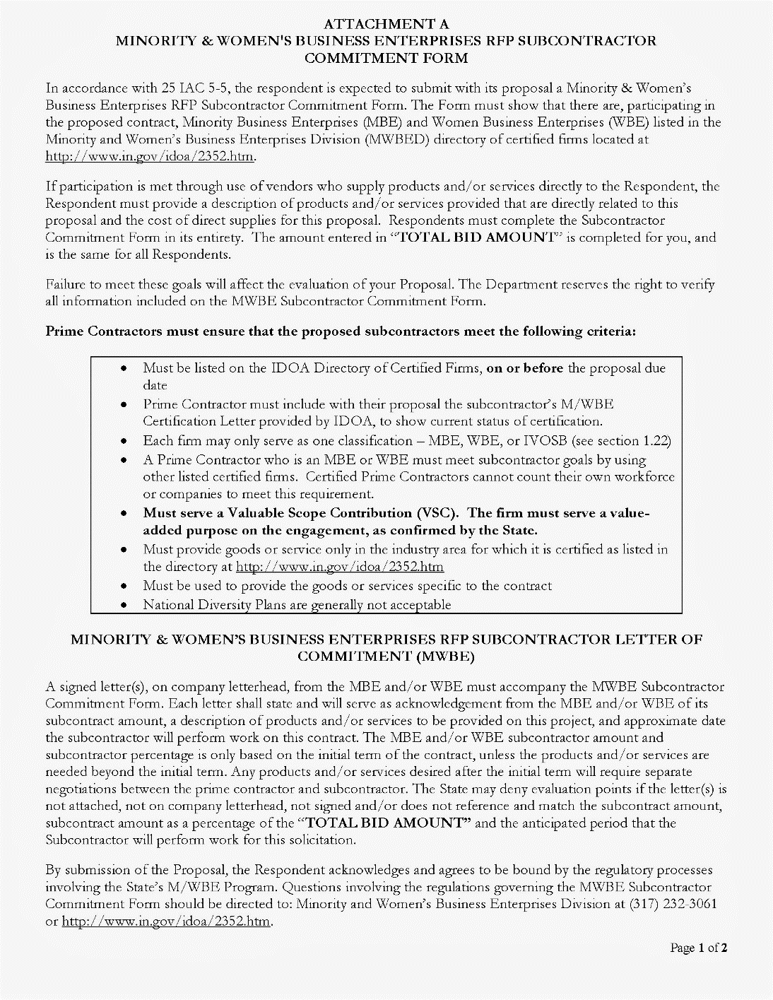 ATTACHMENT A
MINORITY & WOMEN'S BUSINESS ENTERPRISES RFP SUBCONTRACTOR
COMMITMENT FORM
In accordance with 25 IAC 5-5, the respondent is expected to submit with its proposal a Minority & Women’s
Business Enterprises RFP Subcontractor Commitment Form. The Form must show that there are, participating in
the proposed contract, Minority Business Enterprises (MBE) and Women Business Enterprises (WBE) listed in the
Minority and Women’s Business Enterprises Division (MWBED) directory of certified firms located at
http://www.in.gov/idoa/2352.htm.
If participation is met through use of vendors who supply products and/or services directly to the Respondent, the
Respondent must provide a description of products and/or services provided that are directly related to this
proposal and the cost of direct supplies for this proposal.  Respondents must complete the Subcontractor
Commitment Form in its entirety.  The amount entered in “TOTAL BID AMOUNT” is completed for you, and
is the same for all Respondents.
Failure to meet these goals will affect the evaluation of your Proposal. The Department reserves the right to verify
all information included on the MWBE Subcontractor Commitment Form.
Prime Contractors must ensure that the proposed subcontractors meet the following criteria:
• Must be listed on the IDOA Directory of Certified Firms, on or before the proposal due
date
• Prime Contractor must include with their proposal the subcontractor’s M/WBE
Certification Letter provided by IDOA, to show current status of certification.
• Each firm may only serve as one classification – MBE, WBE, or IVOSB (see section 1.22)
• A Prime Contractor who is an MBE or WBE must meet subcontractor goals by using
other listed certified firms.  Certified Prime Contractors cannot count their own workforce
or companies to meet this requirement.
• Must serve a Valuable Scope Contribution (VSC).  The firm must serve a value-
added purpose on the engagement, as confirmed by the State.
• Must provide goods or service only in the industry area for which it is certified as listed in
the directory at http://www.in.gov/idoa/2352.htm
• Must be used to provide the goods or services specific to the contract
• National Diversity Plans are generally not acceptable
MINORITY & WOMEN’S BUSINESS ENTERPRISES RFP SUBCONTRACTOR LETTER OF
COMMITMENT (MWBE)
A signed letter(s), on company letterhead, from the MBE and/or WBE must accompany the MWBE Subcontractor
Commitment Form. Each letter shall state and will serve as acknowledgement from the MBE and/or WBE of its
subcontract amount, a description of products and/or services to be provided on this project, and approximate date
the subcontractor will perform work on this contract. The MBE and/or WBE subcontractor amount and
subcontractor percentage is only based on the initial term of the contract, unless the products and/or services are
needed beyond the initial term. Any products and/or services desired after the initial term will require separate
negotiations between the prime contractor and subcontractor. The State may deny evaluation points if the letter(s) is
not attached, not on company letterhead, not signed and/or does not reference and match the subcontract amount,
subcontract amount as a percentage of the “TOTAL BID AMOUNT” and the anticipated period that the
Subcontractor will perform work for this solicitation.
By submission of the Proposal, the Respondent acknowledges and agrees to be bound by the regulatory processes
involving the State’s M/WBE Program. Questions involving the regulations governing the MWBE Subcontractor
Commitment Form should be directed to: Minority and Women’s Business Enterprises Division at (317) 232-3061
or http://www.in.gov/idoa/2352.htm.
Page 1 of 2